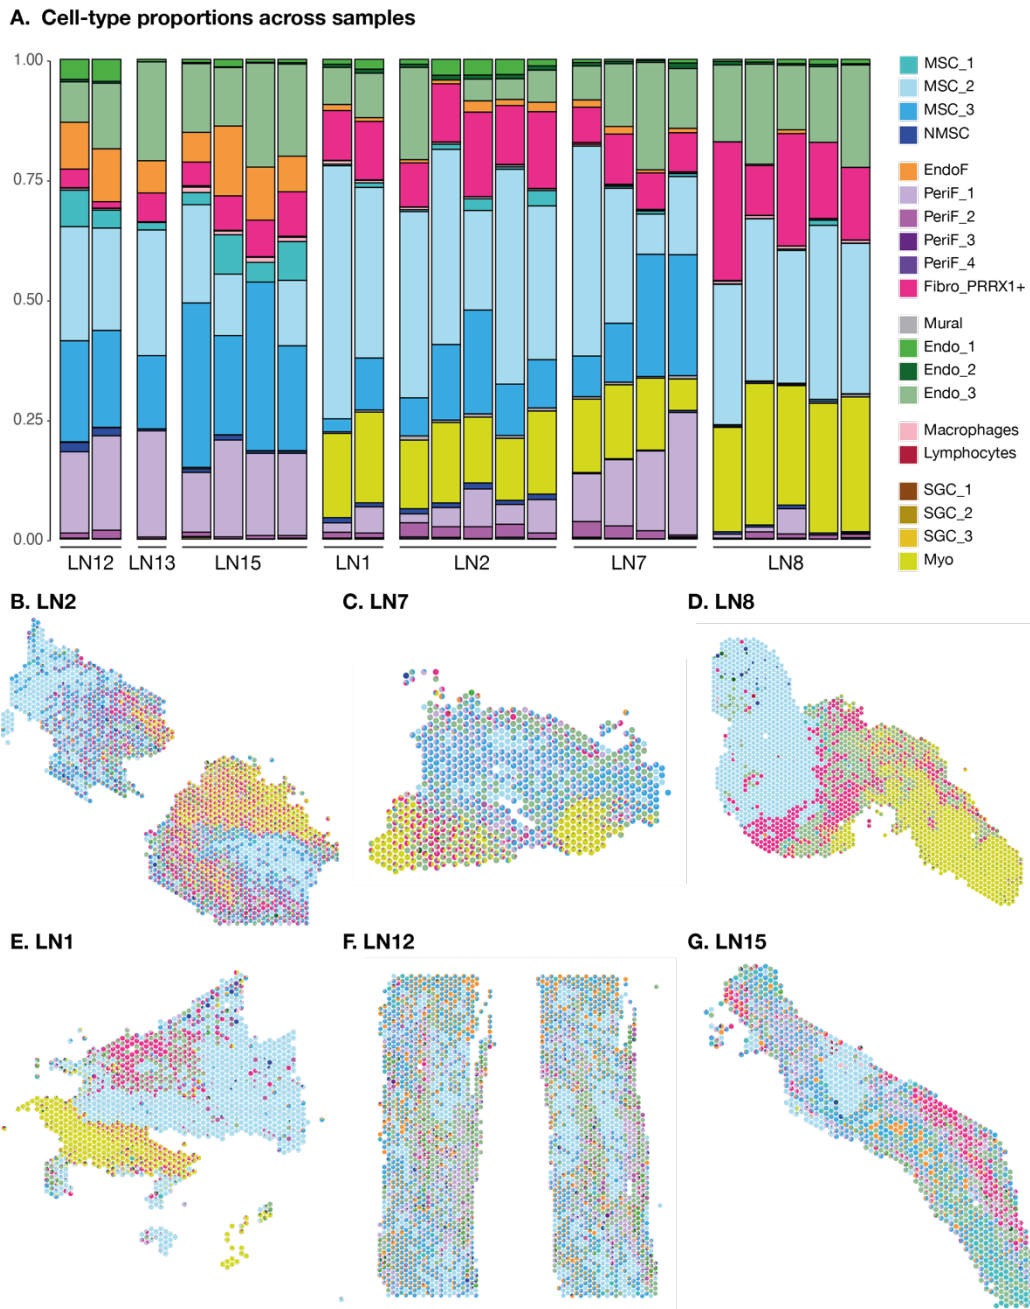 A. Cell-type proportions across samples
1.00
0.75
0.50
0.25
0.00
LN12 LN13 LN15 LN1 LN2 LN7 LN8
MSC_1
MSC_2
MSC_3
NMSC
EndoF
PeriF_1
PeriF_2
PeriF_3
PeriF_4
Fibro_PRRX1+
Mural
Endo_1
Endo_2
Endo_3
Macrophages
Lymphocytes
SGC_1
SGC_2
SGC_3
Myo
B. LN2
C. LN7
D. LN8
E. LN1
F. LN12
G. LN15